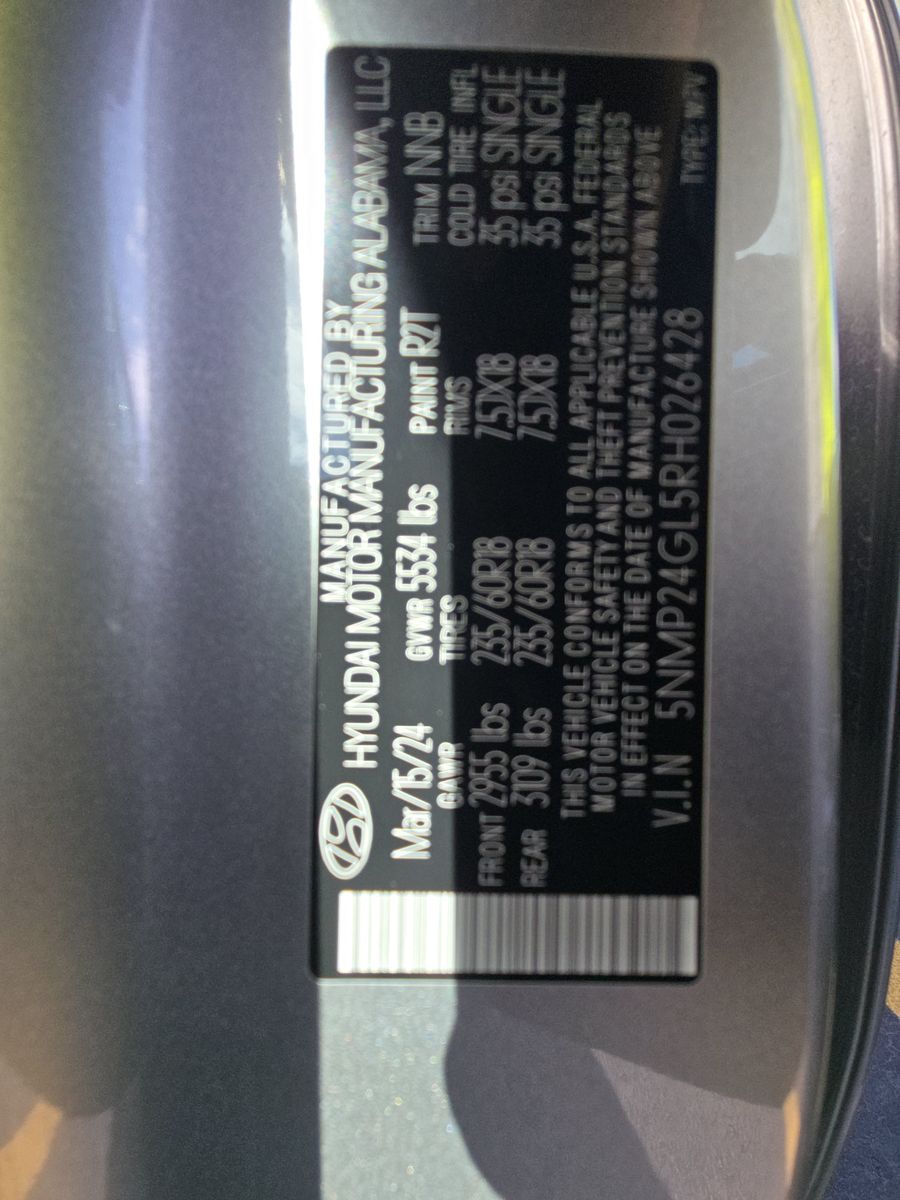 MANUFACTURED BY
HYUNDAI MOTOR MANUFACTURING ALABAMA, LLC
Mar/15/24 GVWR 5534 lbs PAINT R2T TRIM NNB
GAWR TIRES RIMS COLD TIRE INFL
FRONT 2955 lbs 235/60R18 7.5JX18 35 psi SINGLE
REAR 3109 lbs 235/60R18 7.5JX18 35 psi SINGLE
THIS VEHICLE CONFORMS TO ALL APPLICABLE U.S.A. FEDERAL
MOTOR VEHICLE SAFETY AND THEFT PREVENTION STANDARDS
IN EFFECT ON THE DATE OF MANUFACTURE SHOWN ABOVE
V.I.N 5NMP24GL5RH026428 TYPE: MPV